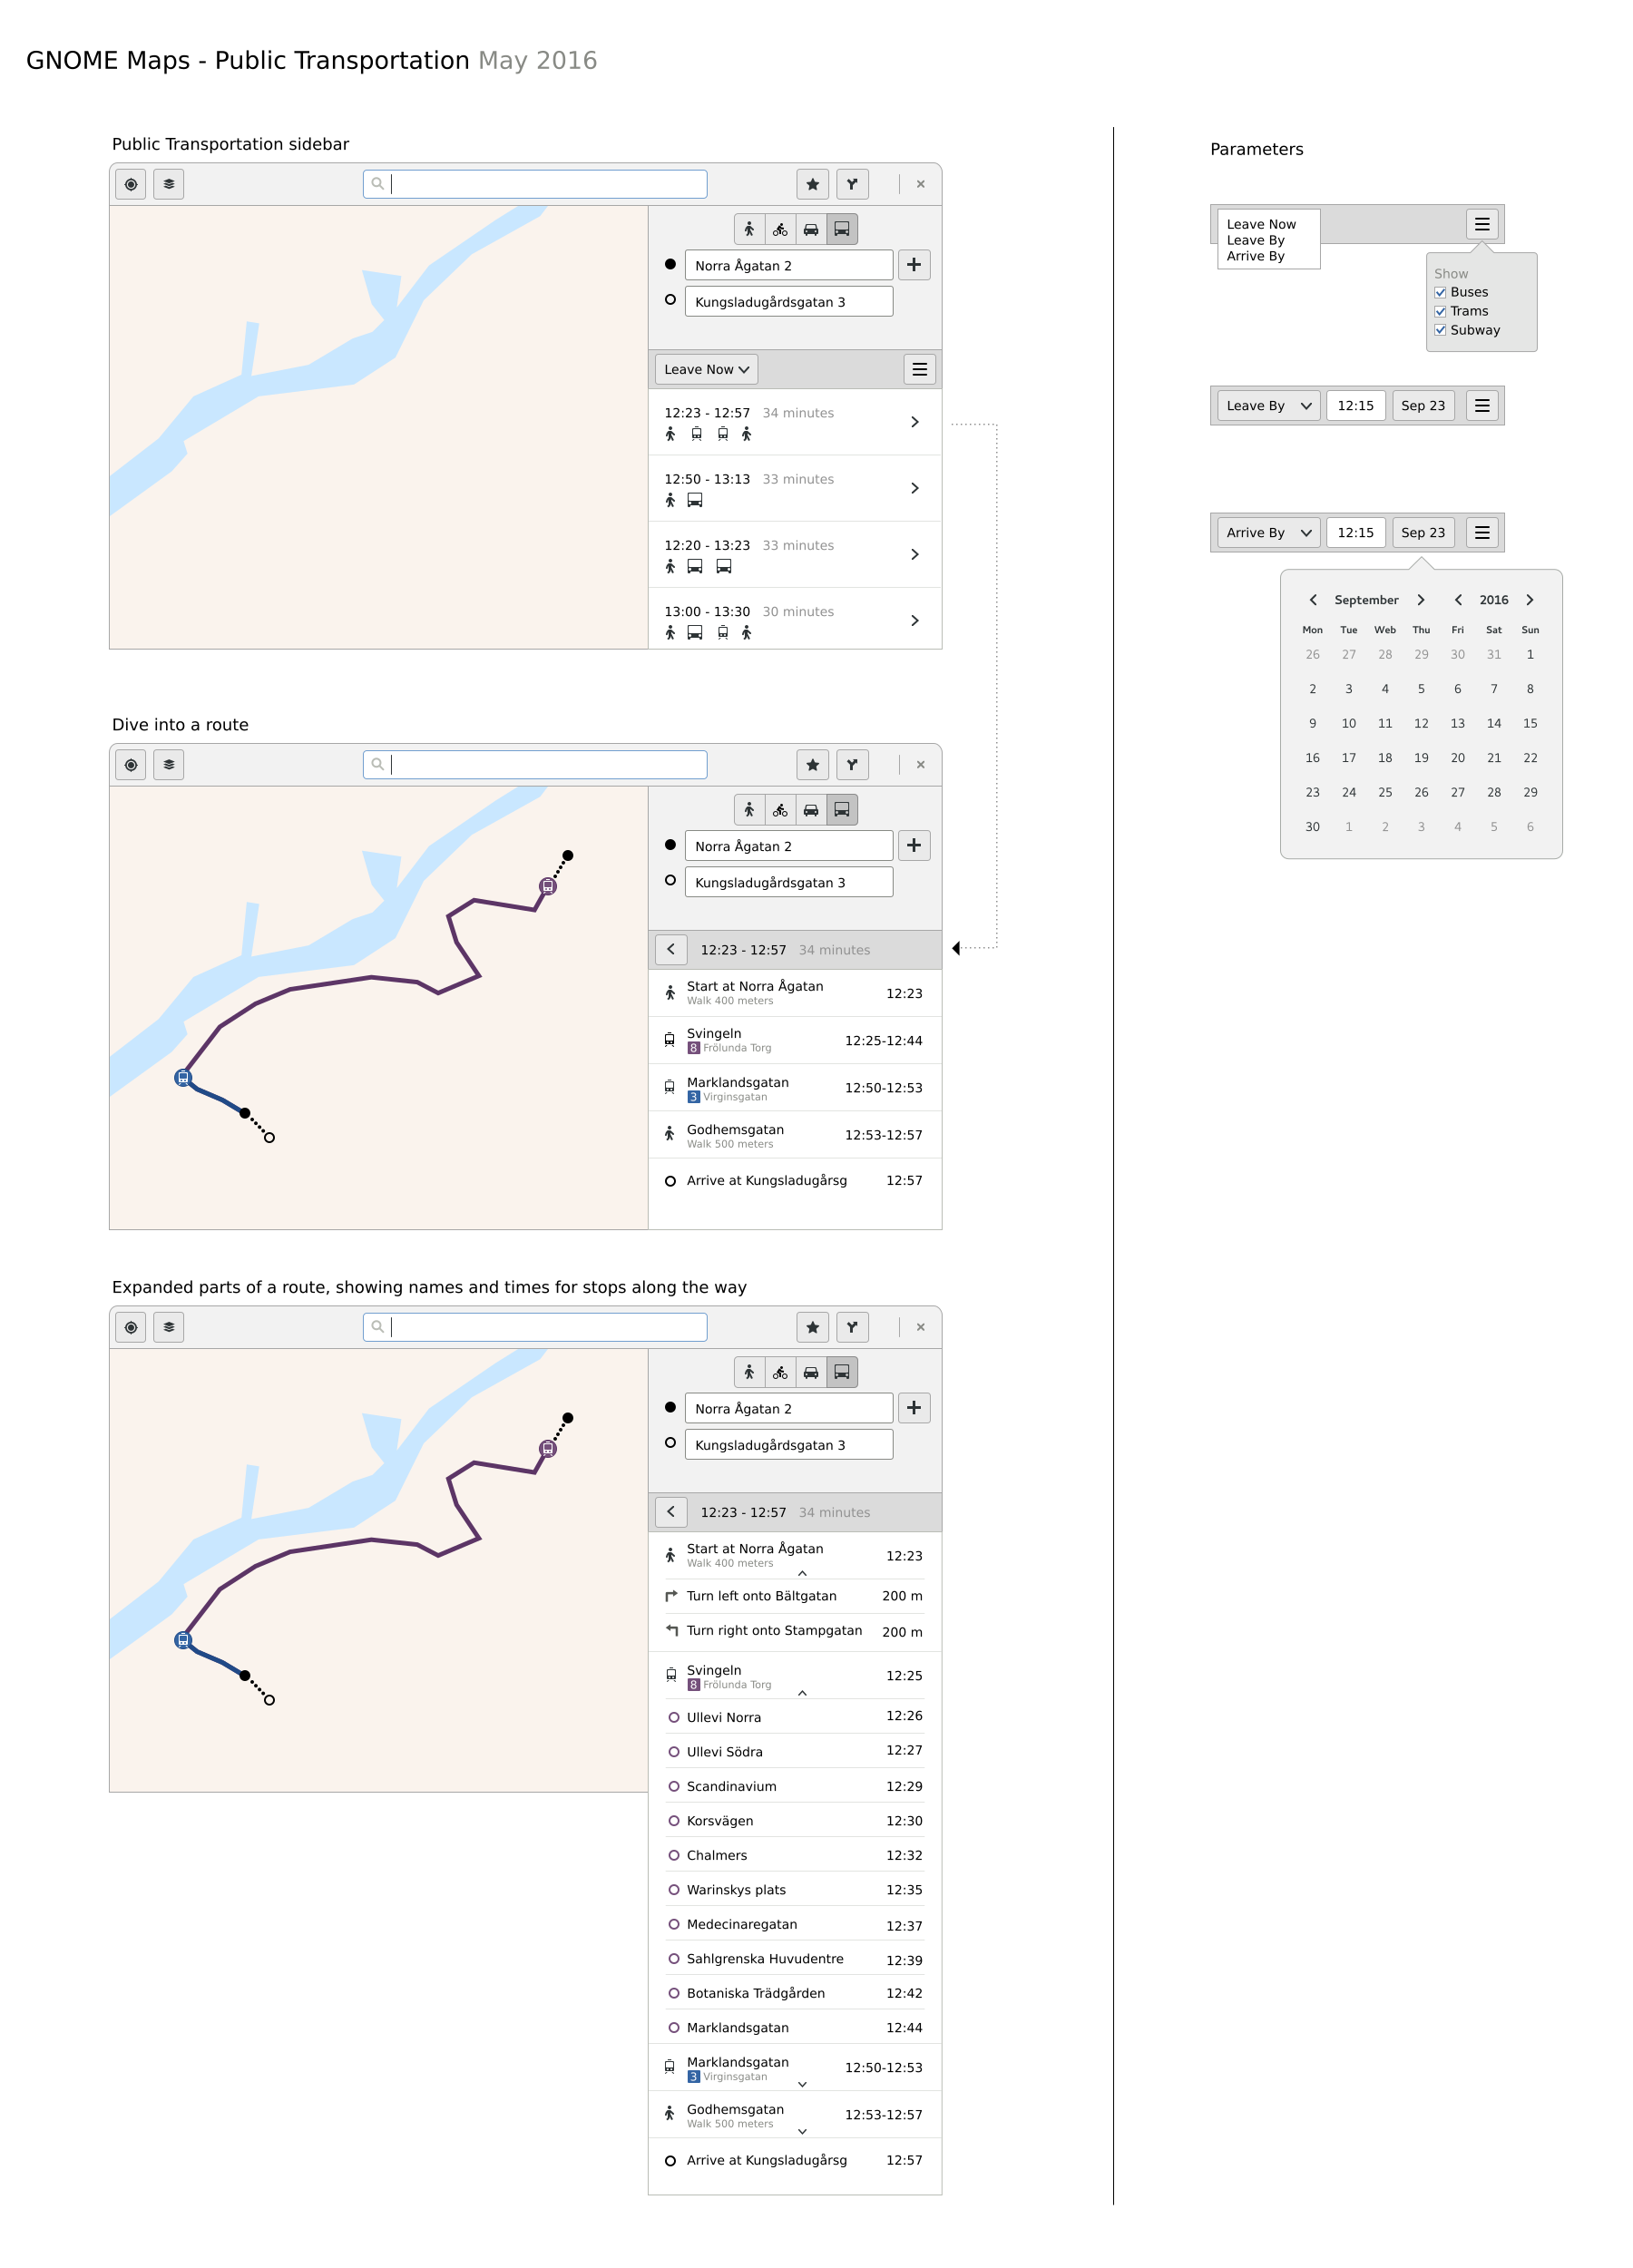 GNOME Maps - Public Transportation May 2016
Public Transportation sidebar
Norra Ågatan 2
Kungsladugårdsgatan 3
Leave Now
12:23 - 12:57 34 minutes
12:50 - 13:13 33 minutes
12:20 - 13:23 33 minutes
13:00 - 13:30 30 minutes
Dive into a route
Norra Ågatan 2
Kungsladugårdsgatan 3
12:23 - 12:57 34 minutes
Start at Norra Ågatan 12:23
Walk 400 meters
Svingeln 12:25-12:44
8 Frölunda Torg
Marklandsgatan 12:50-12:53
3 Virginsgatan
Godhemsgatan 12:53-12:57
Walk 500 meters
Arrive at Kungsladugårsg 12:57
Expanded parts of a route, showing names and times for stops along the way
Norra Ågatan 2
Kungsladugårdsgatan 3
12:23 - 12:57 34 minutes
Start at Norra Ågatan 12:23
Walk 400 meters
Turn left onto Bältgatan 200 m
Turn right onto Stampgatan 200 m
Svingeln 12:25
8 Frölunda Torg
Ullevi Norra 12:26
Ullevi Södra 12:27
Scandinavium 12:29
Korsvägen 12:30
Chalmers 12:32
Warinskys plats 12:35
Medecinaregatan 12:37
Sahlgrenska Huvudentre 12:39
Botaniska Trädgården 12:42
Marklandsgatan 12:44
Marklandsgatan 12:50-12:53
3 Virginsgatan
Godhemsgatan 12:53-12:57
Walk 500 meters
Arrive at Kungsladugårsg 12:57
Parameters
Leave Now
Leave By
Arrive By
Show
Buses
Trams
Subway
Leave By 12:15 Sep 23
Arrive By 12:15 Sep 23
September 2016
Mon Tue Web Thu Fri Sat Sun
26 27 28 29 30 31 1
2 3 4 5 6 7 8
9 10 11 12 13 14 15
16 17 18 19 20 21 22
23 24 25 26 27 28 29
30 1 2 3 4 5 6